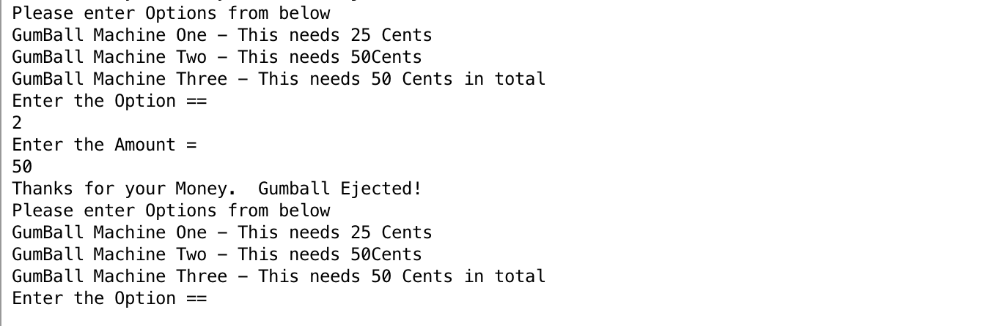 Please enter Options from below
GumBall Machine One – This needs 25 Cents
GumBall Machine Two – This needs 50Cents
GumBall Machine Three – This needs 50 Cents in total
Enter the Option ==
2
Enter the Amount =
50
Thanks for your Money.  Gumball Ejected!
Please enter Options from below
GumBall Machine One – This needs 25 Cents
GumBall Machine Two – This needs 50Cents
GumBall Machine Three – This needs 50 Cents in total
Enter the Option ==